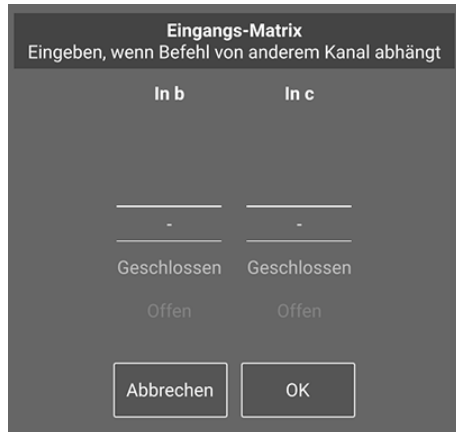 Eingangs-Matrix
Eingeben, wenn Befehl von anderem Kanal abhängt
In b In c
- -
Geschlossen Geschlossen
Offen Offen
Abbrechen OK